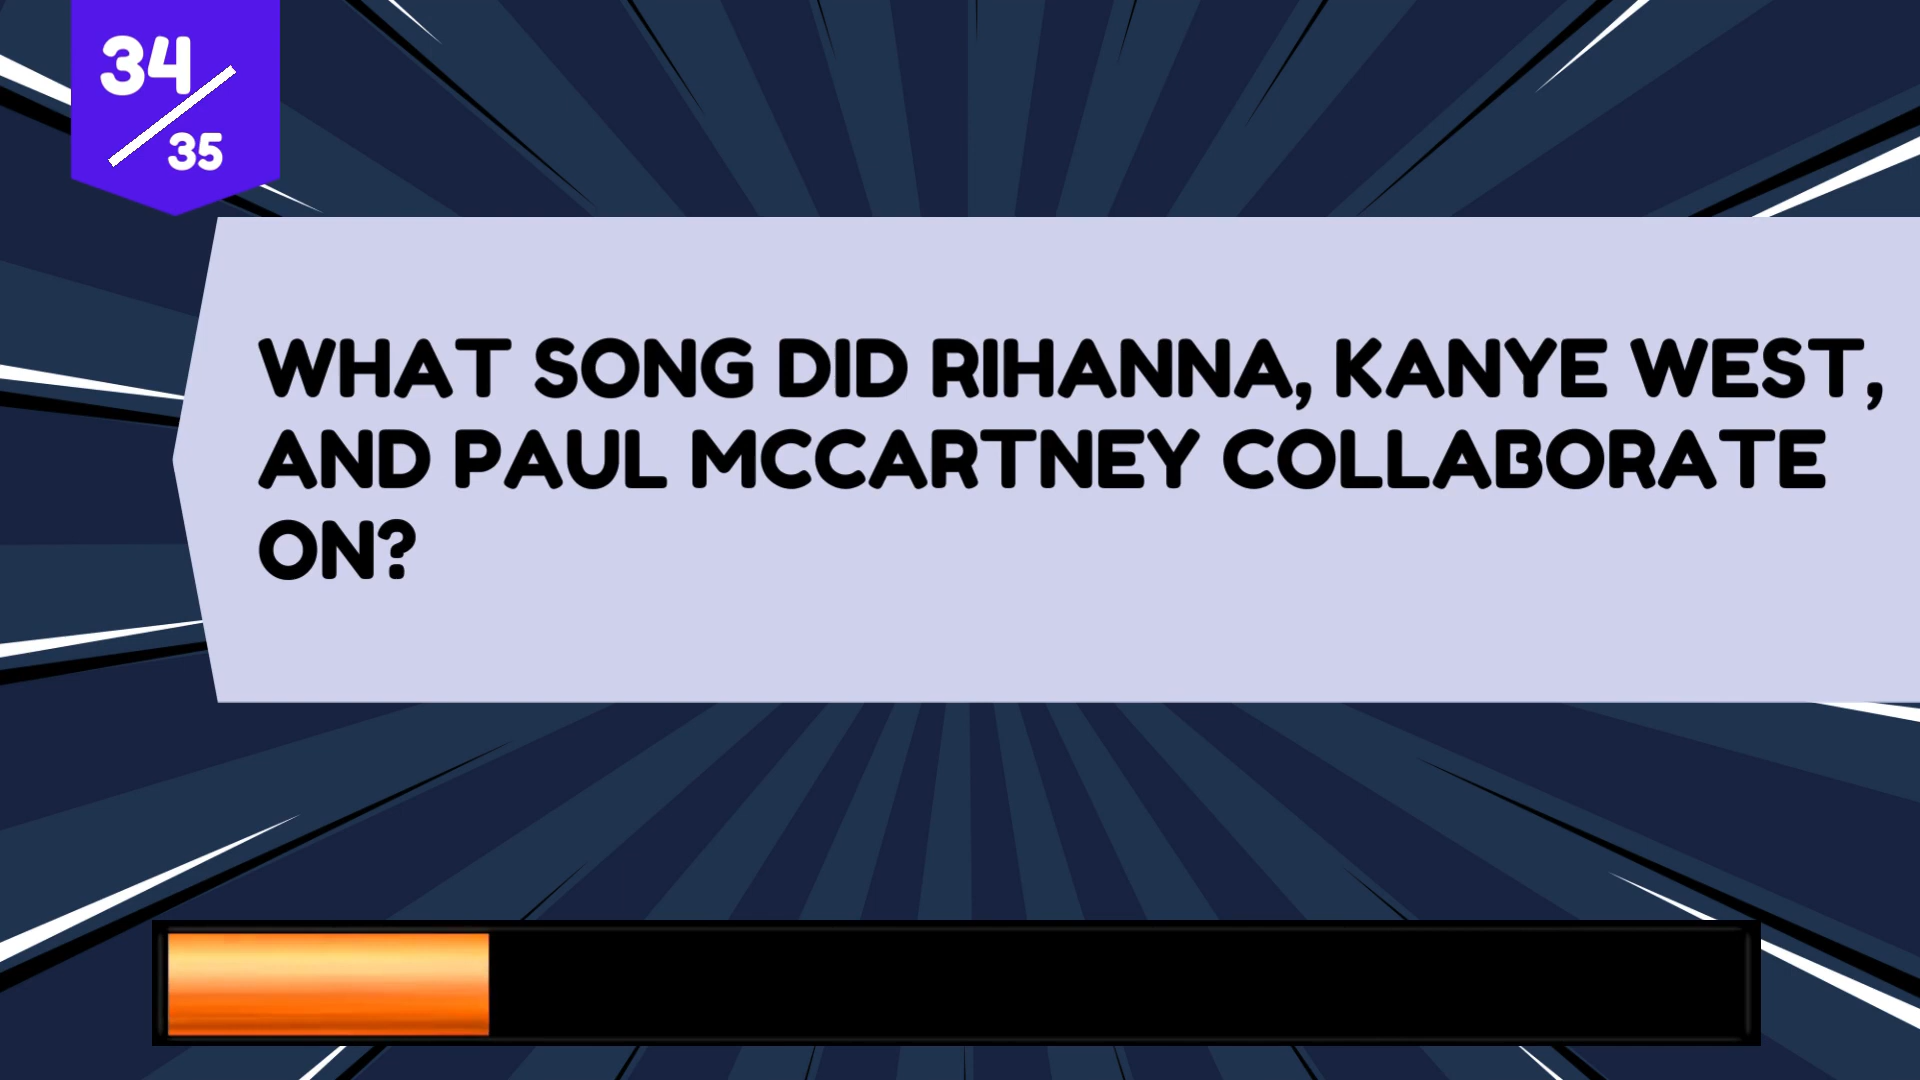 34
35
WHAT SONG DID RIHANNA, KANYE WEST,
AND PAUL MCCARTNEY COLLABORATE
ON?